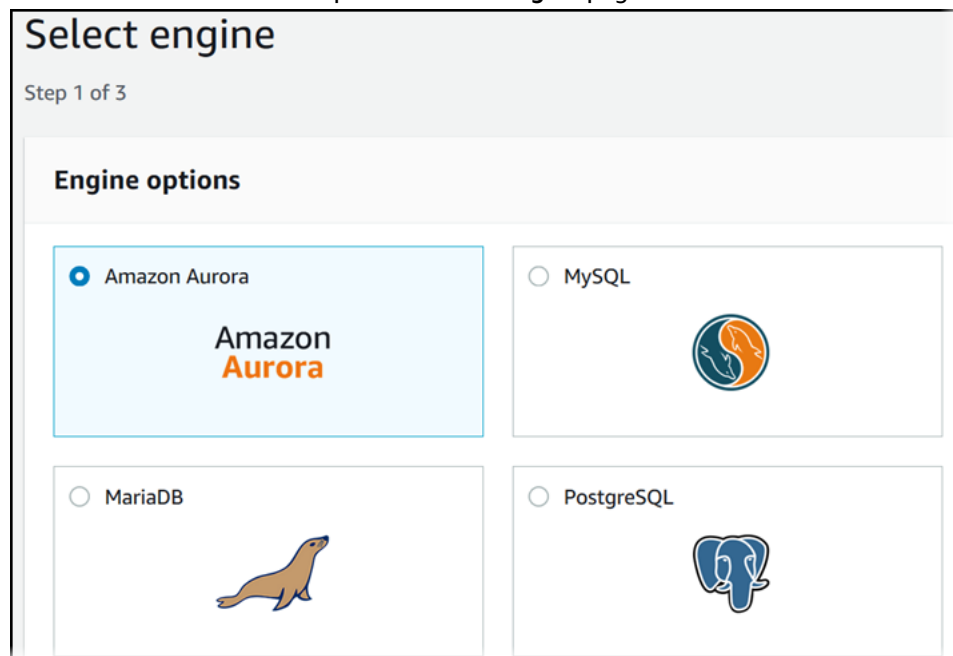 Select engine
Step 1 of 3
Engine options
Amazon Aurora
Amazon
Aurora
MySQL
MariaDB
PostgreSQL